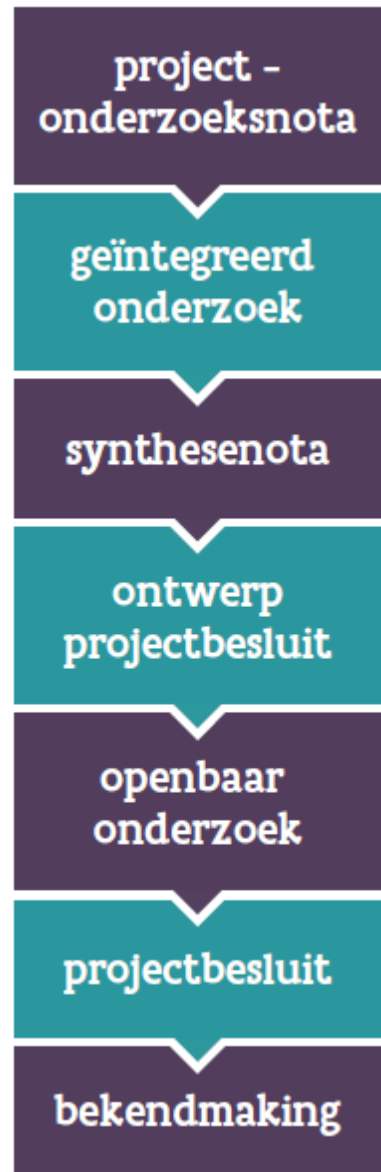 project -
onderzoeksnota
geïntegreerd
onderzoek
synthesenota
ontwerp
projectbesluit
openbaar
onderzoek
projectbesluit
bekendmaking